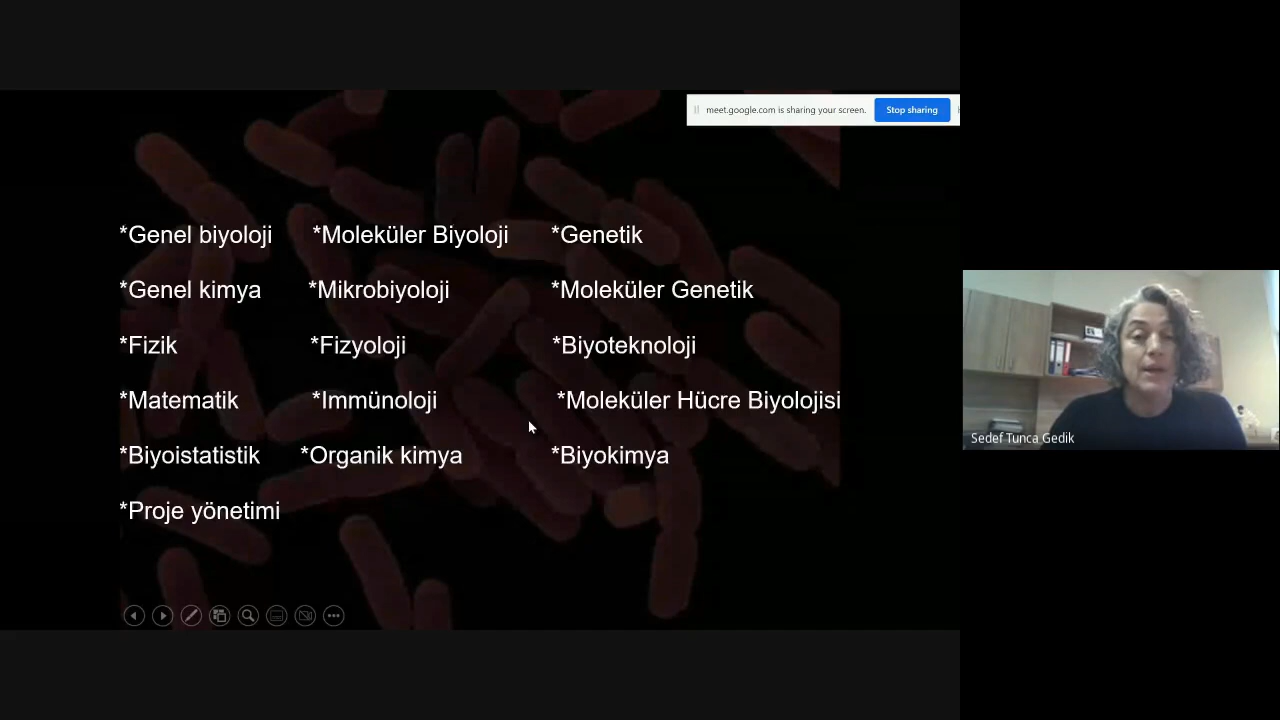 meet.google.com is sharing your screen. Stop sharing
*Genel biyoloji *Moleküler Biyoloji *Genetik
*Genel kimya *Mikrobiyoloji *Moleküler Genetik
*Fizik *Fizyoloji *Biyoteknoloji
*Matematik *Immünoloji *Moleküler Hücre Biyolojisi
*Biyoistatistik *Organik kimya *Biyokimya
*Proje yönetimi
Sedef Tunca Gedik